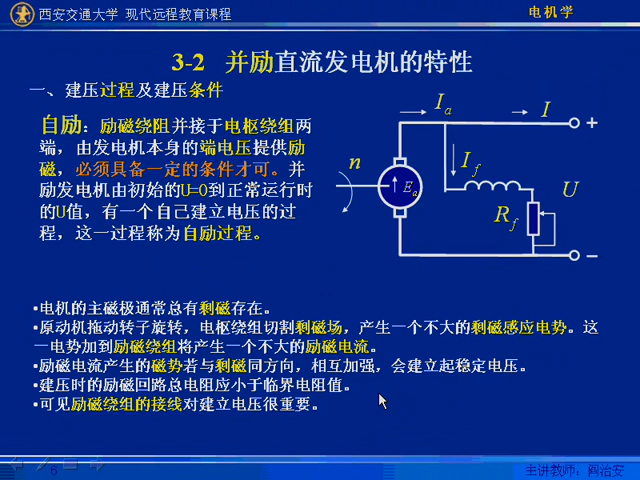 西安交通大学 现代远程教育课程
电机学
3-2 并励直流发电机的特性
一、建压过程及建压条件
自励：励磁绕阻并接于电枢绕组两
端，由发电机本身的端电压提供励
磁，必须具备一定的条件才可。并
励发电机由初始的U=0到正常运行时
的U值，有一个自己建立电压的过
程，这一过程称为自励过程。
Ia
I
+
If
n
Ea
U
Rf
−
▪电机的主磁极通常总有剩磁存在。
▪原动机拖动转子旋转，电枢绕组切割剩磁场，产生一个不大的剩磁感应电势。这
一电势加到励磁绕组将产生一个不大的励磁电流。
▪励磁电流产生的磁势若与剩磁同方向，相互加强，会建立起稳定电压。
▪建压时的励磁回路总电阻应小于临界电阻值。
▪可见励磁绕组的接线对建立电压很重要。
6
主讲教师：阎治安